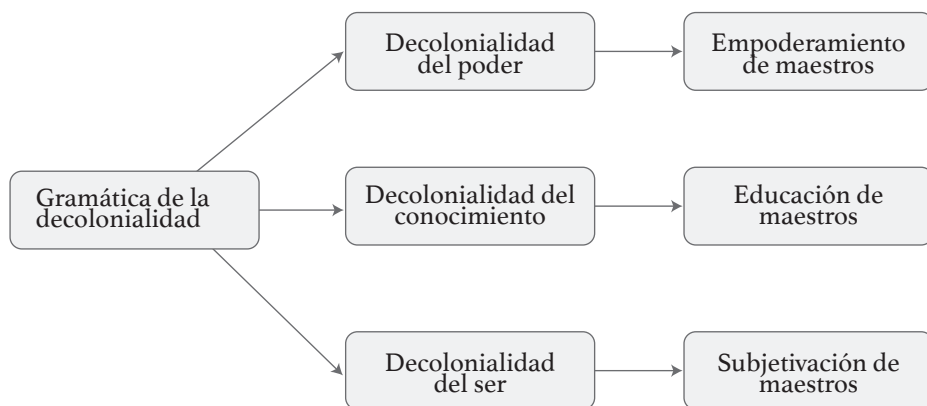 Decolonialidad
del poder
Empoderamiento
de maestros
Gramática de la
decolonialidad
Decolonialidad del
conocimiento
Educación de
maestros
Decolonialidad
del ser
Subjetivación de
maestros